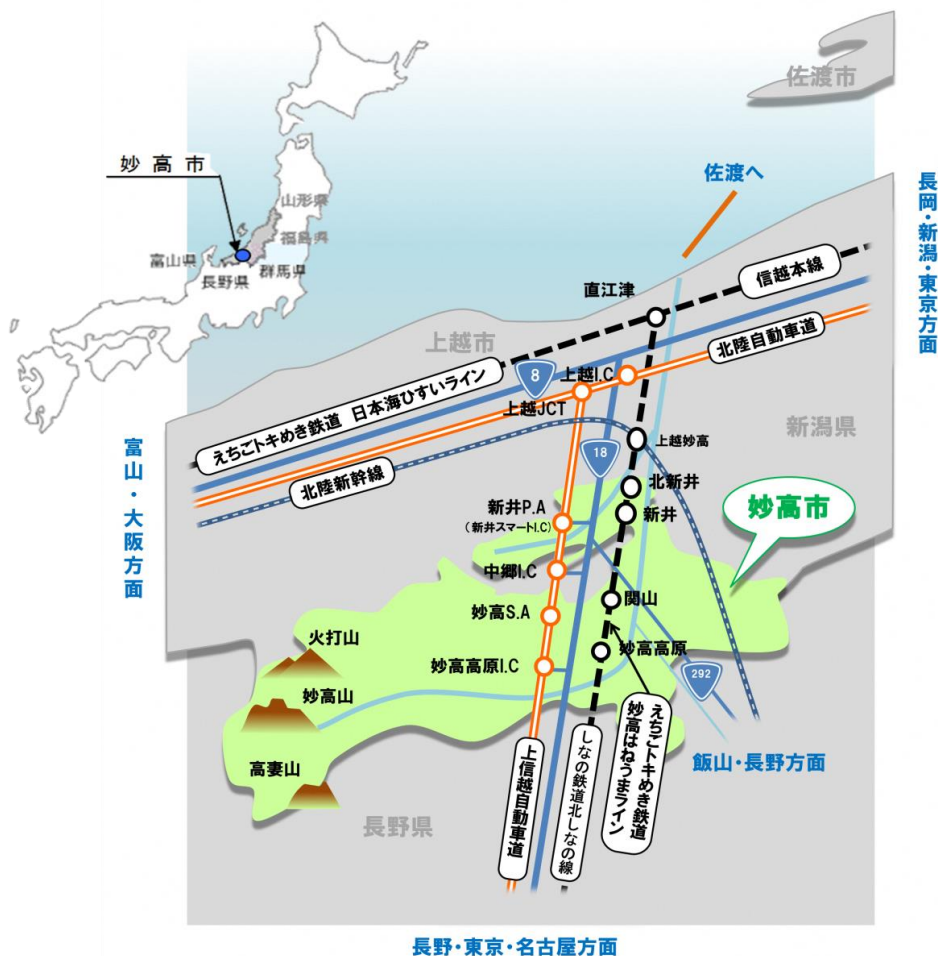 佐渡市
妙高市
山形県
福島県
富山県
群馬県
長野県
佐渡へ
長岡・新潟・東京方面
直江津
信越本線
上越市
北陸自動車道
8
上越I.C
上越JCT
えちごトキめき鉄道 日本海ひすいライン
新潟県
富山・大阪方面
上越妙高
18
北陸新幹線
北新井
新井P.A
(新井スマートI.C)
新井
妙高市
中郷I.C
関山
妙高S.A
火打山
妙高高原
妙高高原I.C
292
妙高山
えちごトキめき鉄道
妙高はねうまライン
しなの鉄道北しなの線
上信越自動車道
高妻山
飯山・長野方面
長野県
長野・東京・名古屋方面